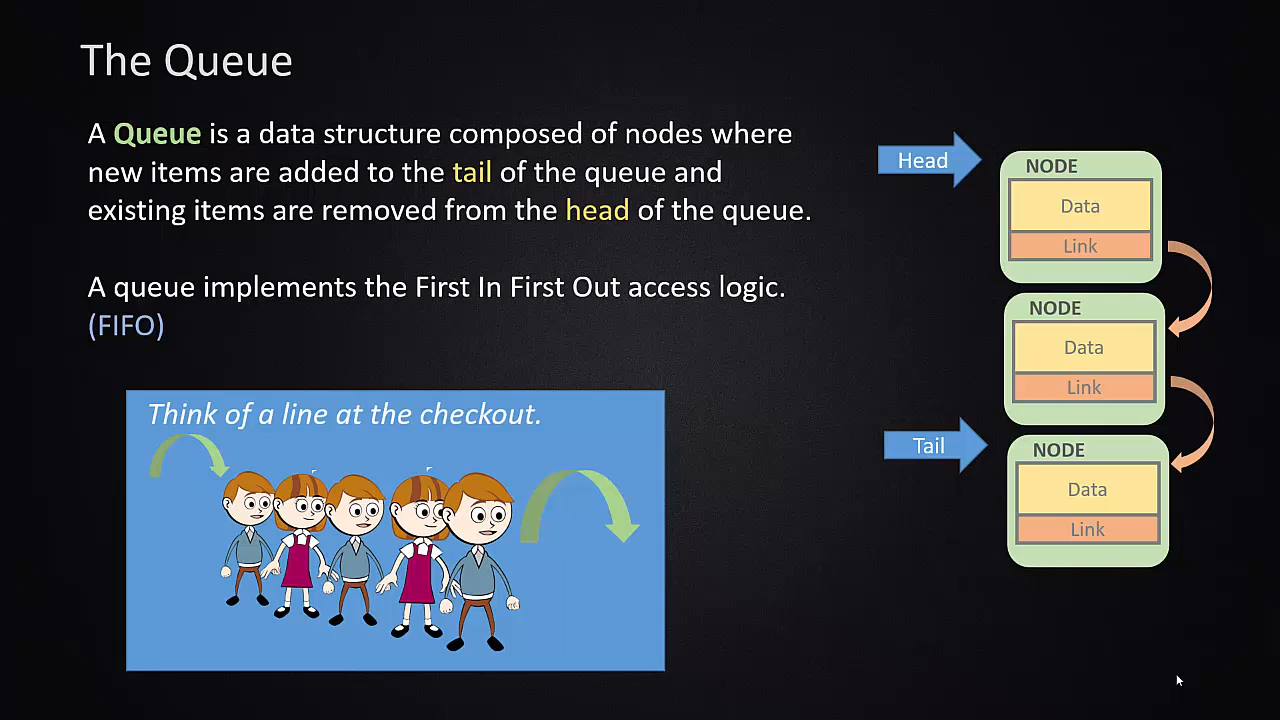 The Queue
A Queue is a data structure composed of nodes where
new items are added to the tail of the queue and
existing items are removed from the head of the queue.
A queue implements the First In First Out access logic.
(FIFO)
Think of a line at the checkout.
Head
NODE
Data
Link
NODE
Data
Link
Tail
NODE
Data
Link